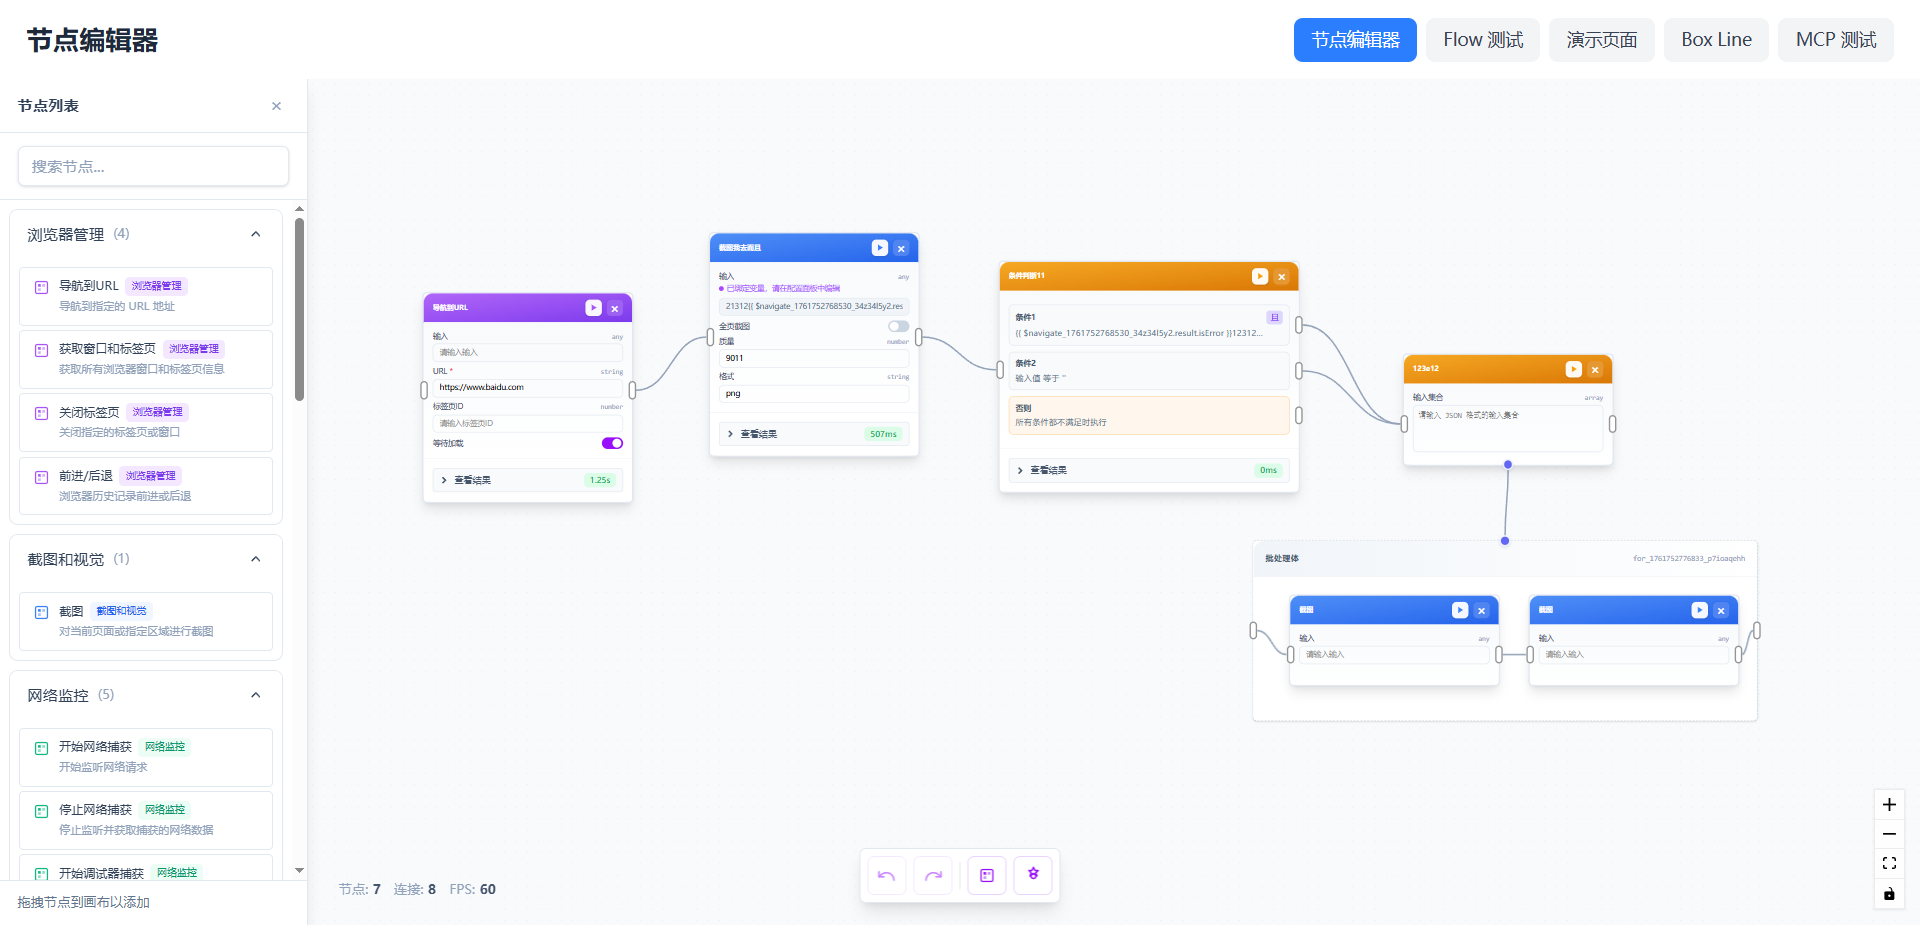 节点编辑器
节点编辑器
Flow 测试
演示页面
Box Line
MCP 测试
节点列表
搜索节点...
浏览器管理 (4)
导航到URL 浏览器管理
导航到指定的 URL 地址
获取窗口和标签页 浏览器管理
获取所有浏览器窗口和标签页信息
关闭标签页 浏览器管理
关闭指定的标签页或窗口
前进/后退 浏览器管理
浏览器历史记录前进或后退
截图和视觉 (1)
截图 截图和视觉
对当前页面或指定区域进行截图
网络监控 (5)
开始网络捕获 网络监控
开始监听网络请求
停止网络捕获 网络监控
停止监听并获取捕获的网络数据
开始调试器捕获 网络监控
拖拽节点到画布以添加
导航到URL
输入 any
请输入输入
URL * string
https://www.baidu.com
标签页ID number
请输入标签页ID
等待加载
查看结果 1.25s
截图我去面且
输入 any
已绑定变量，请在配置面板中编辑
21312{{ $navigate_1761752768530_34z34l5y2.res
全页截图
质量 number
9011
格式 string
png
查看结果 507ms
条件判断11
条件1 且
{{ $navigate_1761752768530_34z34l5y2.result.isError }}12312...
条件2
输入值 等于 ""
否则
所有条件都不满足时执行
查看结果 0ms
123e12
输入集合 array
请输入 JSON 格式的输入集合
批处理体 for_1761752776833_p7ioaqehh
截图
输入 any
请输入输入
截图
输入 any
请输入输入
节点: 7 连接: 8 FPS: 60